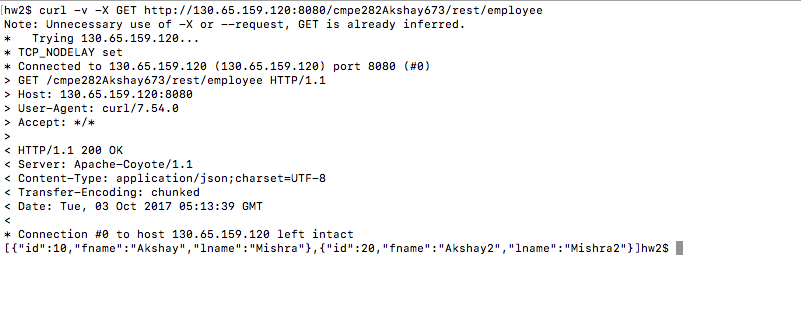 [hw2$ curl -v -X GET http://130.65.159.120:8080/cmpe282Akshay673/rest/employee
Note: Unnecessary use of -X or --request, GET is already inferred.
*   Trying 130.65.159.120...
* TCP_NODELAY set
* Connected to 130.65.159.120 (130.65.159.120) port 8080 (#0)
> GET /cmpe282Akshay673/rest/employee HTTP/1.1
> Host: 130.65.159.120:8080
> User-Agent: curl/7.54.0
> Accept: */*
>
< HTTP/1.1 200 OK
< Server: Apache-Coyote/1.1
< Content-Type: application/json;charset=UTF-8
< Transfer-Encoding: chunked
< Date: Tue, 03 Oct 2017 05:13:39 GMT
<
* Connection #0 to host 130.65.159.120 left intact
[{"id":10,"fname":"Akshay","lname":"Mishra"},{"id":20,"fname":"Akshay2","lname":"Mishra2"}]hw2$